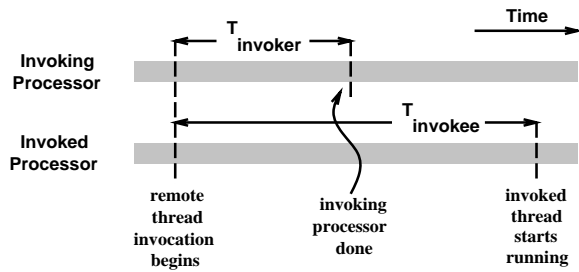 T invoker
Time
Invoking
Processor
T invokee
Invoked
Processor
remote
thread
invocation
begins
invoking
processor
done
invoked
thread
starts
running